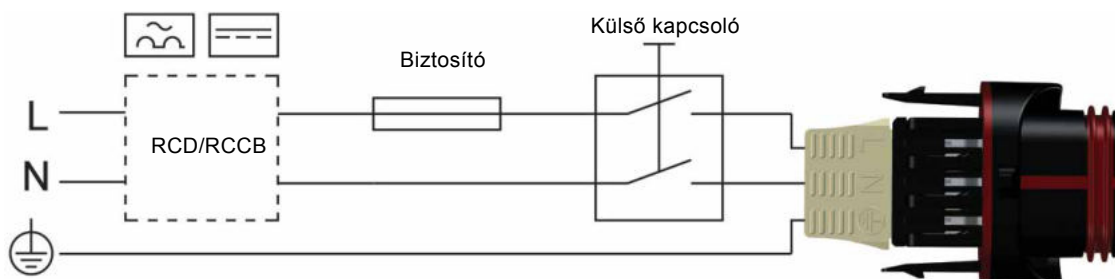 Külső kapcsoló
Biztosító
L
RCD/RCCB
N
L
N